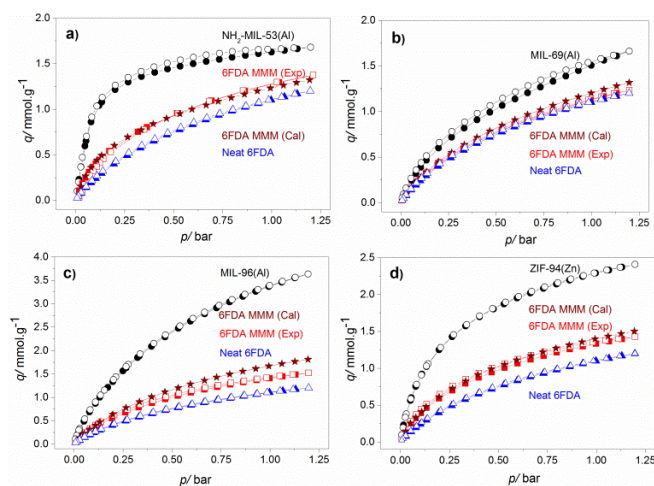 a)
NH₂-MIL-53(Al)
6FDA MMM (Exp)
6FDA MMM (Cal)
Neat 6FDA
q/ mmol.g⁻¹
2.0
1.5
1.0
0.5
0.0
0.00 0.25 0.50 0.75 1.00 1.25
p/ bar
b)
MIL-69(Al)
6FDA MMM (Cal)
6FDA MMM (Exp)
Neat 6FDA
q/ mmol.g⁻¹
2.0
1.5
1.0
0.5
0.0
0.00 0.25 0.50 0.75 1.00 1.25
p/ bar
c)
MIL-96(Al)
6FDA MMM (Cal)
6FDA MMM (Exp)
Neat 6FDA
q/ mmol.g⁻¹
4.0
3.5
3.0
2.5
2.0
1.5
1.0
0.5
0.0
0.00 0.25 0.50 0.75 1.00 1.25
p/ bar
d)
ZIF-94(Zn)
6FDA MMM (Cal)
6FDA MMM (Exp)
Neat 6FDA
q/ mmol.g⁻¹
2.5
2.0
1.5
1.0
0.5
0.0
0.00 0.25 0.50 0.75 1.00 1.25
p/ bar